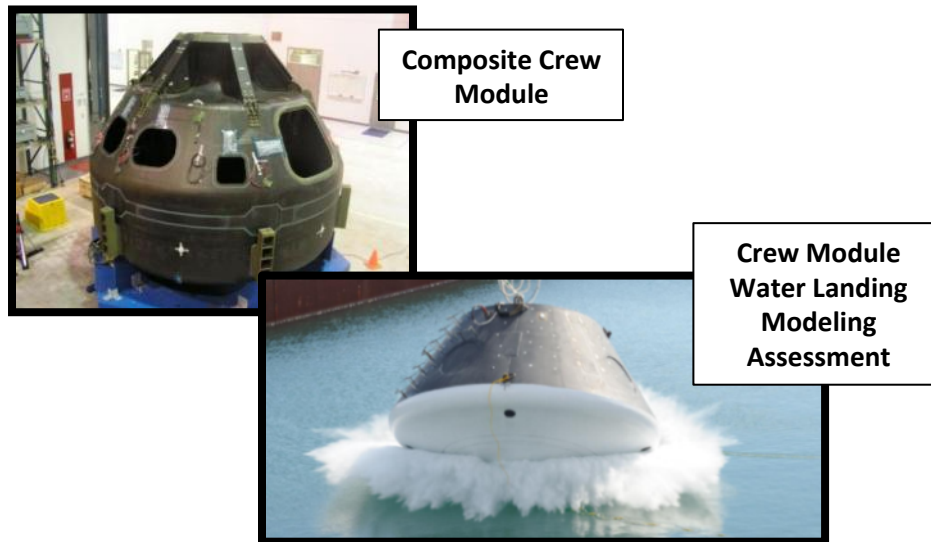 Composite Crew
Module
Crew Module
Water Landing
Modeling
Assessment